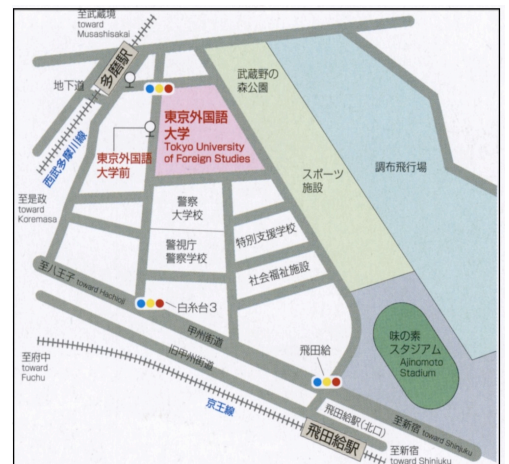 至武蔵境
toward
Musashisakai
多磨駅
地下道
西武多摩川線
武蔵野の
森公園
東京外国語
大学
Tokyo University
of Foreign Studies
東京外国語
大学前
調布飛行場
スポーツ
施設
至是政
toward
Koremasa
警察
大学校
特別支援学校
警視庁
警察学校
社会福祉施設
至八王子 toward Hachioji
白糸台3
甲州街道
旧甲州街道
飛田給
味の素
スタジアム
Ajinomoto
Stadium
至府中
toward
Fuchu
京王線
飛田給駅(北口)
飛田給駅
至新宿 toward Shinjuku
至新宿
toward Shinjuku